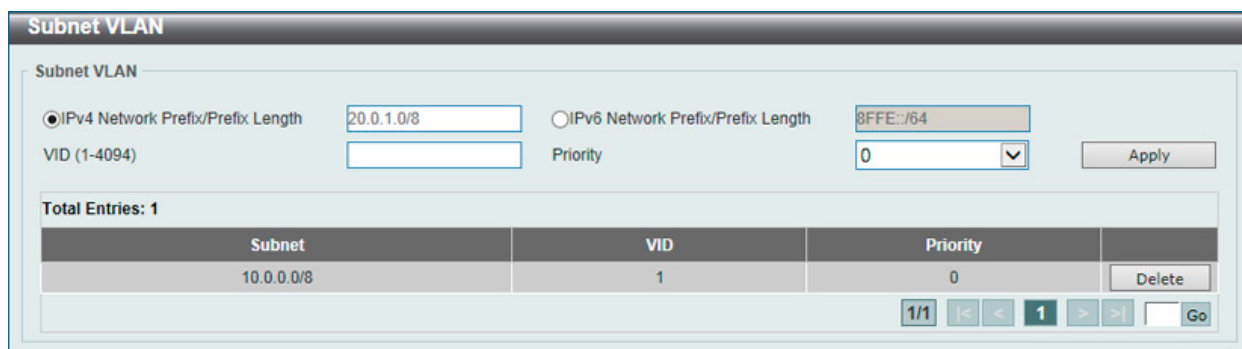 Subnet VLAN
Subnet VLAN
IPv4 Network Prefix/Prefix Length 20.0.1.0/8 IPv6 Network Prefix/Prefix Length 8FFE::/64
VID (1-4094) Priority 0 Apply
Total Entries: 1
Subnet VID Priority
10.0.0.0/8 1 0 Delete
1/1 |< < 1 > >| Go